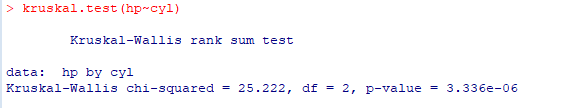 > kruskal.test(hp~cyl)
Kruskal-Wallis rank sum test
data:  hp by cyl
Kruskal-Wallis chi-squared = 25.222, df = 2, p-value = 3.336e-06